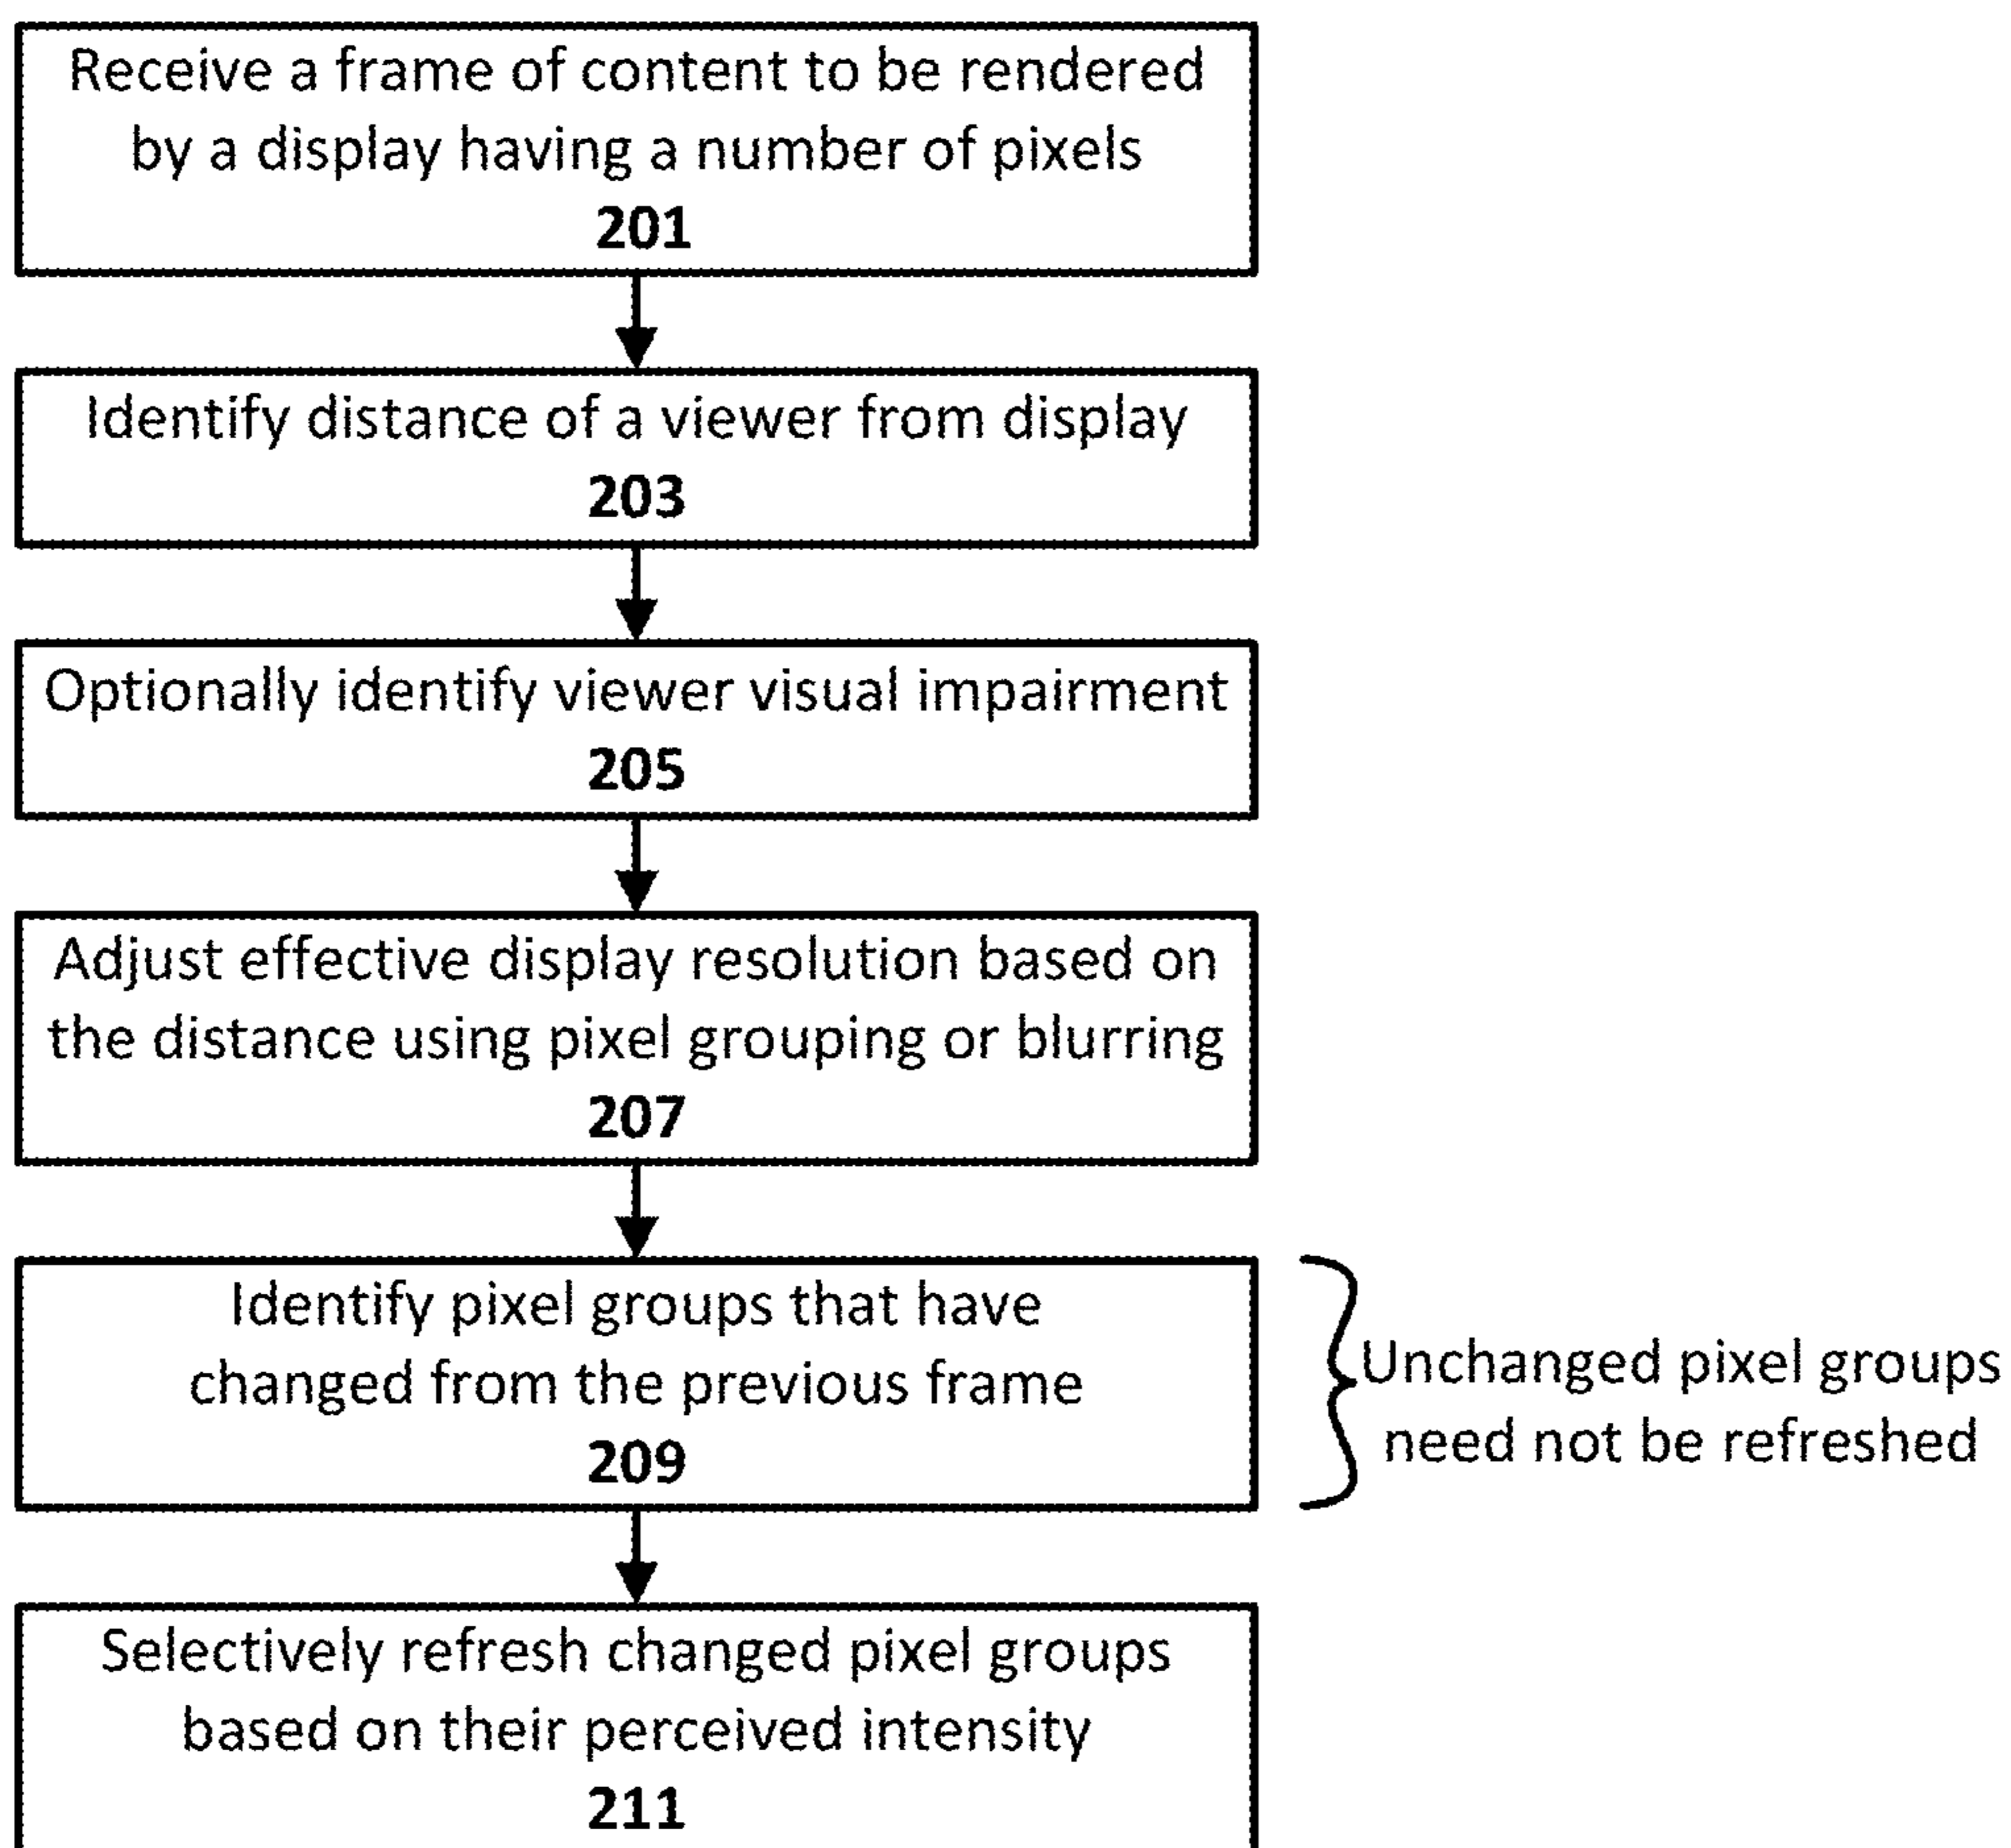 Receive a frame of content to be rendered
by a display having a number of pixels
201
Identify distance of a viewer from display
203
Optionally identify viewer visual impairment
205
Adjust effective display resolution based on
the distance using pixel grouping or blurring
207
Identify pixel groups that have
changed from the previous frame
209
Unchanged pixel groups
need not be refreshed
Selectively refresh changed pixel groups
based on their perceived intensity
211